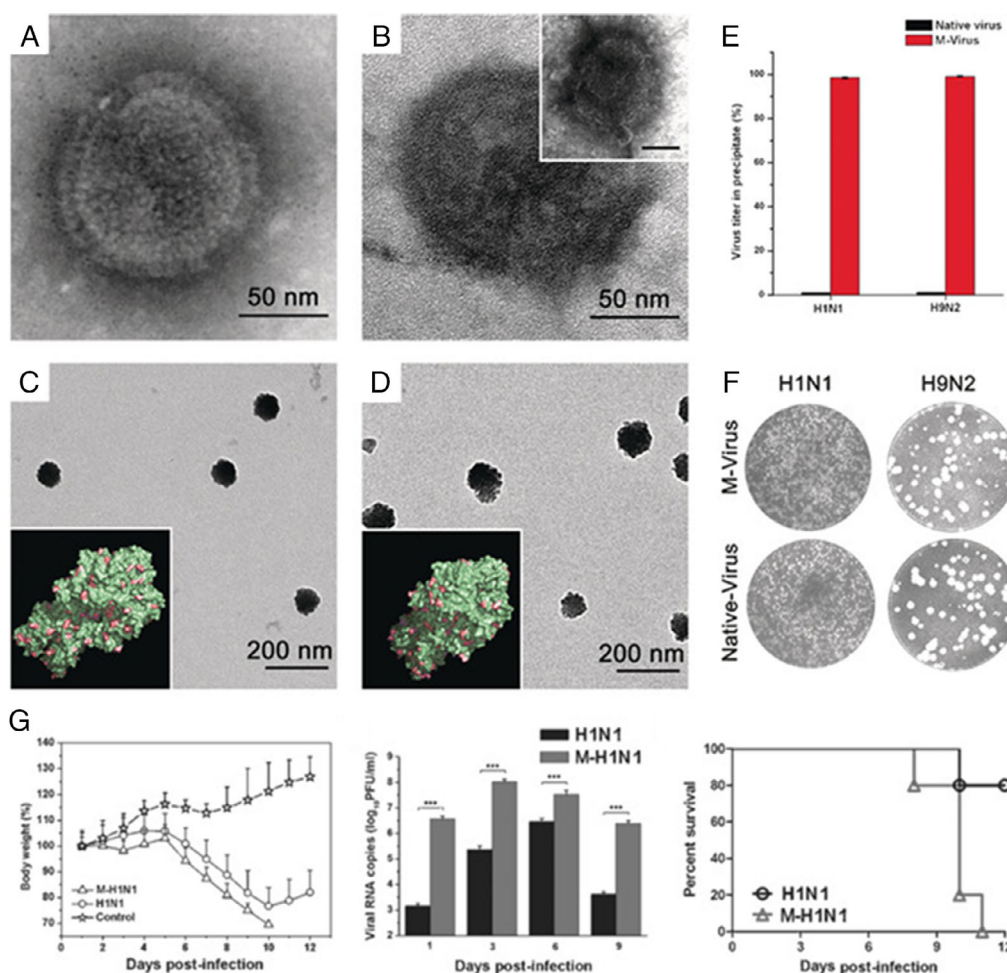 A
50 nm
B
50 nm
E
Native virus
M-Virus
Virus titer in precipitate (%)
100
80
60
40
20
0
H1N1
H9N2
C
200 nm
D
200 nm
F
H1N1
H9N2
M-Virus
Native-Virus
G
Body weight (%)
140
130
120
110
100
90
80
70
M-H1N1
H1N1
Control
0
2
4
6
8
10
12
Days post-infection
Viral RNA copies (log10PFU/ml)
9
8
7
6
5
4
3
2
H1N1
M-H1N1
***
***
***
***
1
3
6
9
Days post-infection
Percent survival
100
80
60
40
20
0
H1N1
M-H1N1
0
3
6
9
12
Days post-infection